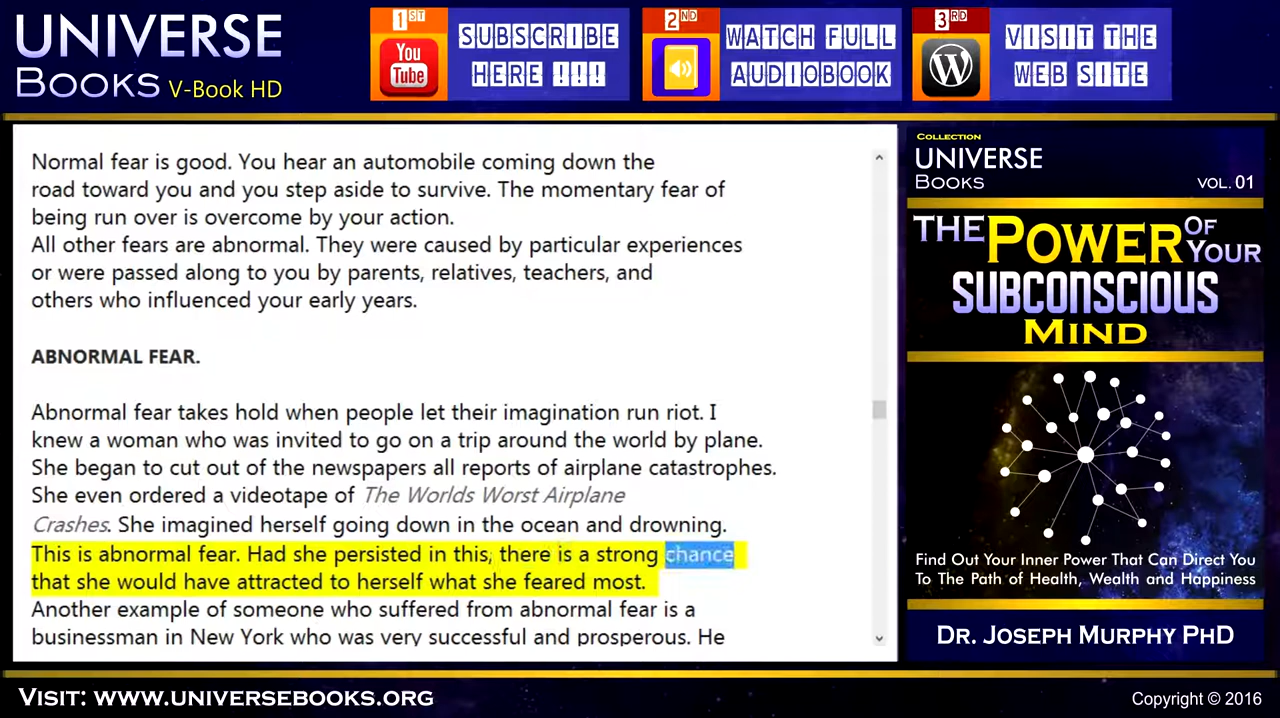 UNIVERSE
BOOKS V-Book HD
1ST
You
Tube
SUBSCRIBE
HERE !!!
2ND
WATCH FULL
AUDIOBOOK
3RD
VISIT THE
WEB SITE
Normal fear is good. You hear an automobile coming down the
road toward you and you step aside to survive. The momentary fear of
being run over is overcome by your action.
All other fears are abnormal. They were caused by particular experiences
or were passed along to you by parents, relatives, teachers, and
others who influenced your early years.
ABNORMAL FEAR.
Abnormal fear takes hold when people let their imagination run riot. I
knew a woman who was invited to go on a trip around the world by plane.
She began to cut out of the newspapers all reports of airplane catastrophes.
She even ordered a videotape of The Worlds Worst Airplane
Crashes. She imagined herself going down in the ocean and drowning.
This is abnormal fear. Had she persisted in this, there is a strong chance
that she would have attracted to herself what she feared most.
Another example of someone who suffered from abnormal fear is a
businessman in New York who was very successful and prosperous. He
COLLECTION
UNIVERSE
BOOKS
VOL. 01
THE POWER OF
YOUR
SUBCONSCIOUS
MIND
Find Out Your Inner Power That Can Direct You
To The Path of Health, Wealth and Happiness
DR. JOSEPH MURPHY PHD
VISIT: WWW.UNIVERSEBOOKS.ORG
Copyright © 2016